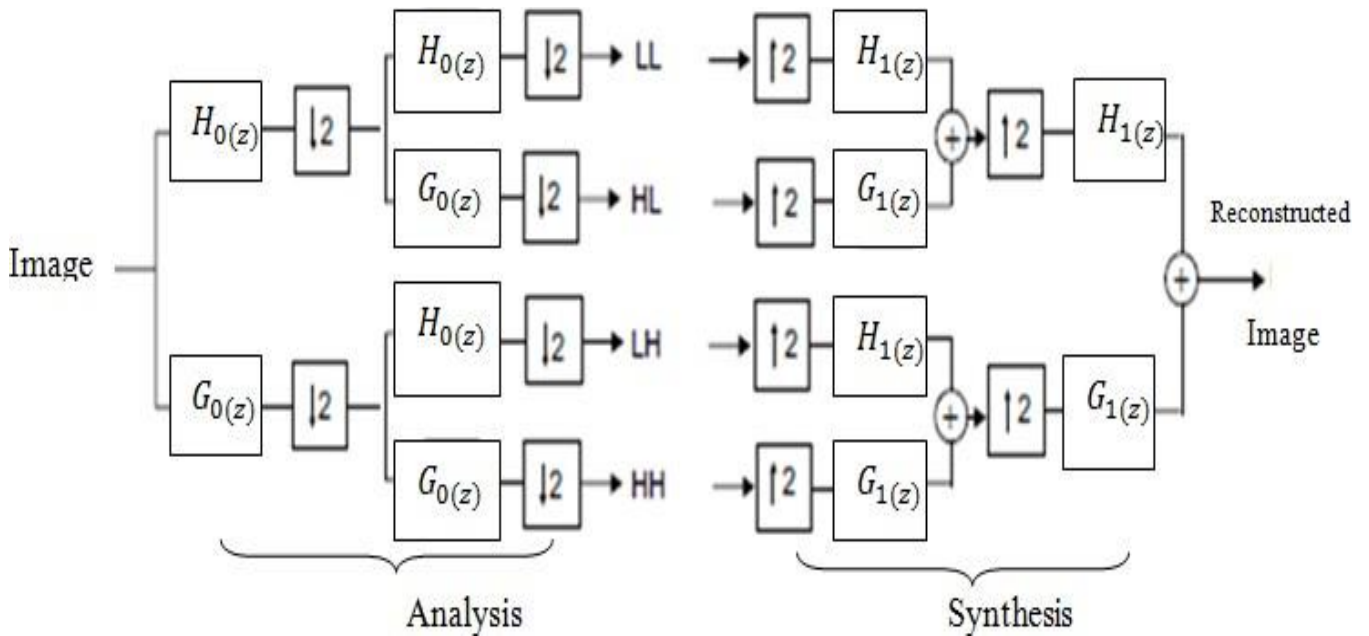 Image
H0(z)
↓2
H0(z)
↓2
LL
G0(z)
↓2
HL
G0(z)
↓2
H0(z)
↓2
LH
G0(z)
↓2
HH
Analysis
↑2
H1(z)
↑2
G1(z)
+
↑2
H1(z)
↑2
H1(z)
↑2
G1(z)
+
↑2
G1(z)
+
Reconstructed
Image
Synthesis